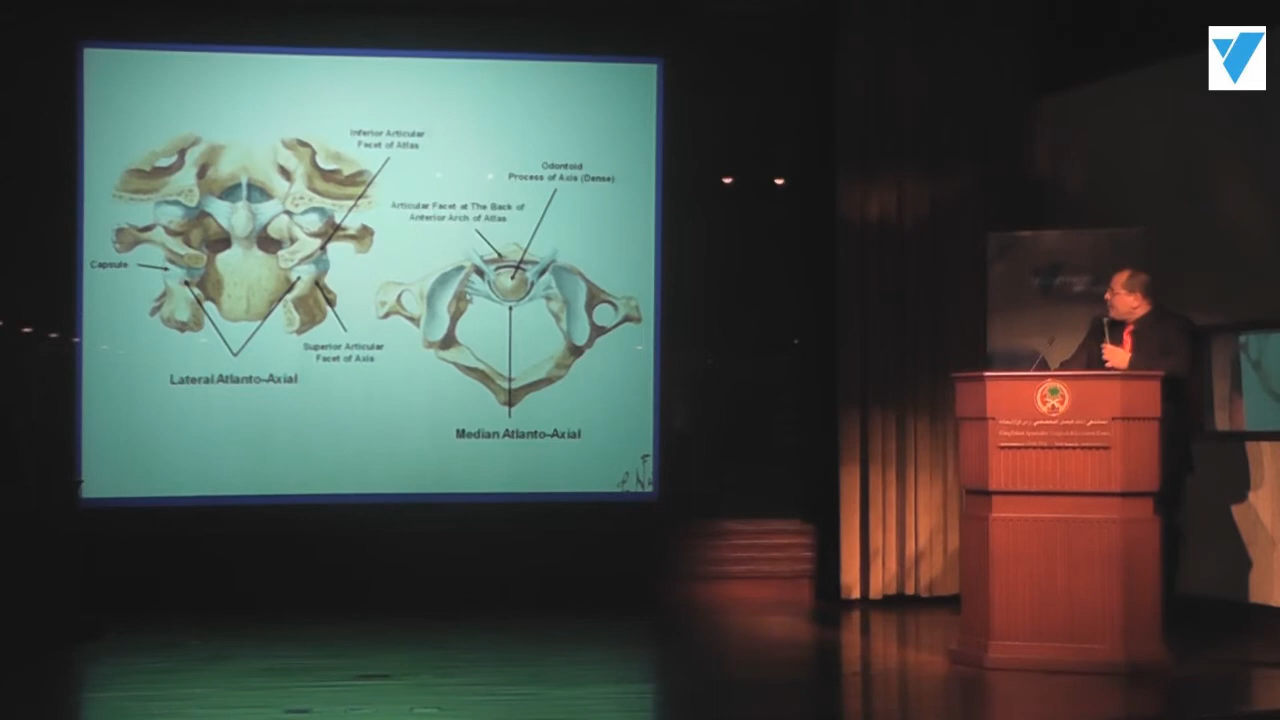 Inferior Articular
Facet of Atlas
Odontoid
Process of Axis (Dense)
Articular Facet at The Back of
Anterior Arch of Atlas
Capsule
Superior Articular
Facet of Axis
Lateral Atlanto-Axial
Median Atlanto-Axial